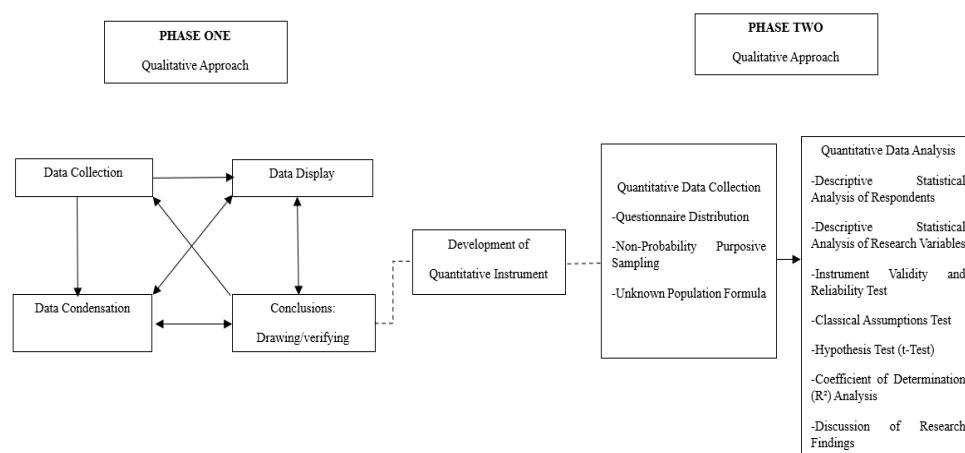 PHASE ONE
Qualitative Approach
PHASE TWO
Qualitative Approach
Data Collection
Data Display
Data Condensation
Conclusions:
Drawing/verifying
Development of
Quantitative Instrument
Quantitative Data Collection
-Questionnaire Distribution
-Non-Probability Purposive
Sampling
-Unknown Population Formula
Quantitative Data Analysis
-Descriptive Statistical
Analysis of Respondents
-Descriptive Statistical
Analysis of Research Variables
-Instrument Validity and
Reliability Test
-Classical Assumptions Test
-Hypothesis Test (t-Test)
-Coefficient of Determination
(R²) Analysis
-Discussion of Research
Findings